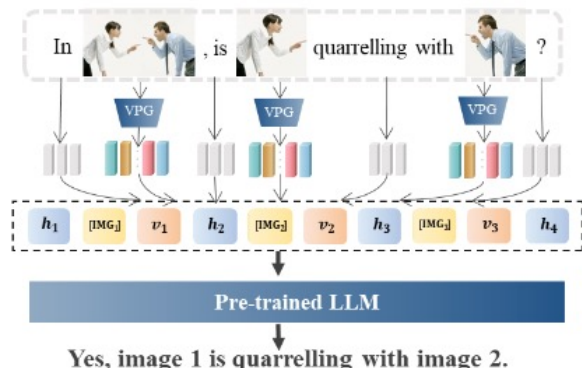 In , is quarrelling with ?
VPG VPG VPG
h₁ [IMG₁] v₁ h₂ [IMG₂] v₂ h₃ [IMG₃] v₃ h₄
Pre-trained LLM
Yes, image 1 is quarrelling with image 2.